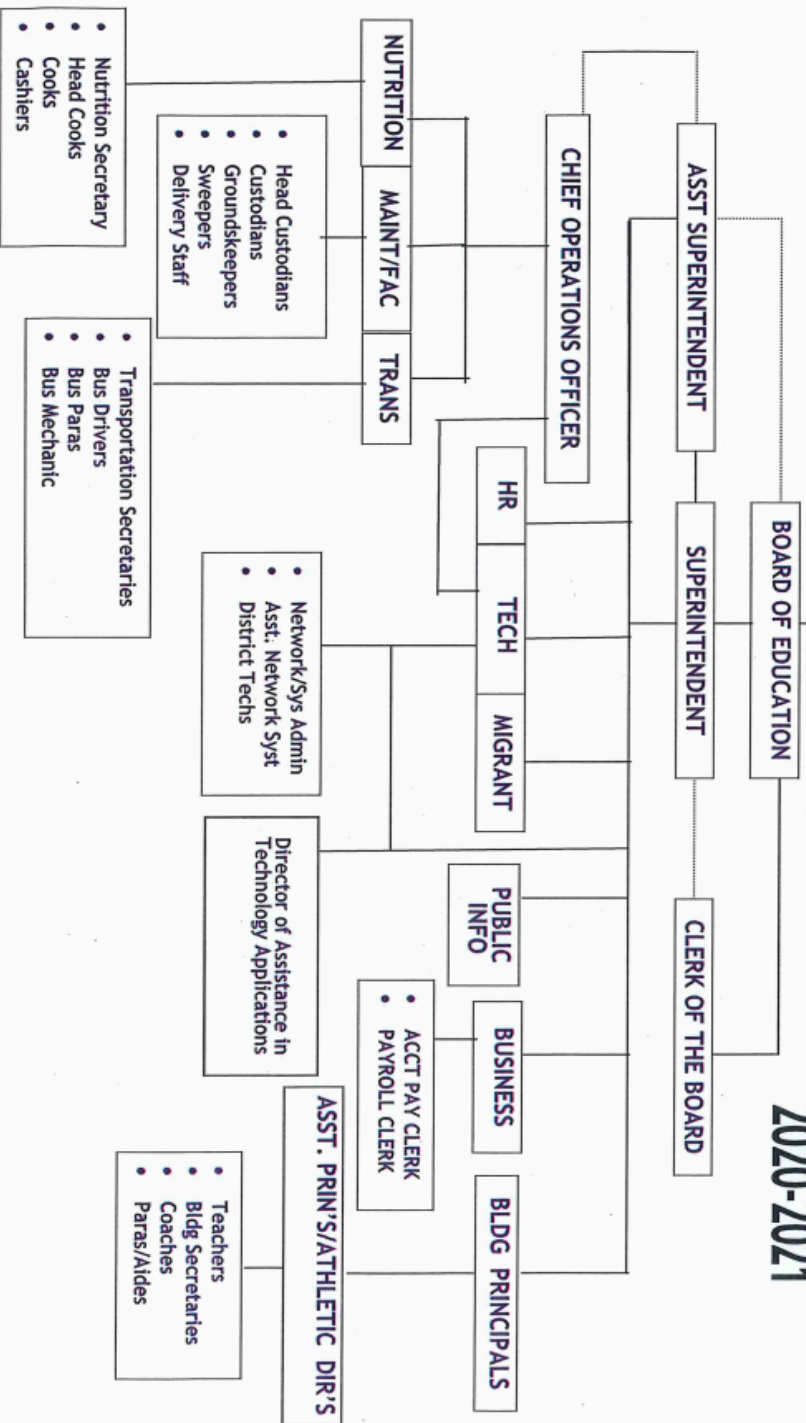 2020-2021
BOARD OF EDUCATION
ASST SUPERINTENDENT
SUPERINTENDENT
CLERK OF THE BOARD
CHIEF OPERATIONS OFFICER
HR
TECH
MIGRANT
PUBLIC
INFO
BUSINESS
BLDG PRINCIPALS
NUTRITION
MAINT/FAC
TRANS
• ACCT PAY CLERK
• PAYROLL CLERK
ASST. PRIN'S/ATHLETIC DIR'S
• Head Custodians
• Custodians
• Groundskeepers
• Sweepers
• Delivery Staff
• Network/Sys Admin
• Asst. Network Syst
• District Techs
Director of Assistance in
Technology Applications
• Teachers
• Bldg Secretaries
• Coaches
• Paras/Aides
• Nutrition Secretary
• Head Cooks
• Cooks
• Cashiers
• Transportation Secretaries
• Bus Drivers
• Bus Paras
• Bus Mechanic